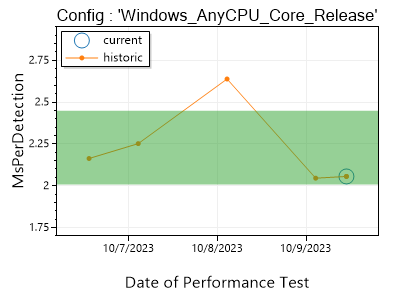 Config : 'Windows_AnyCPU_Core_Release'
current
historic
2.75
2.5
2.25
2
1.75
MsPerDetection
10/7/2023
10/8/2023
10/9/2023
Date of Performance Test